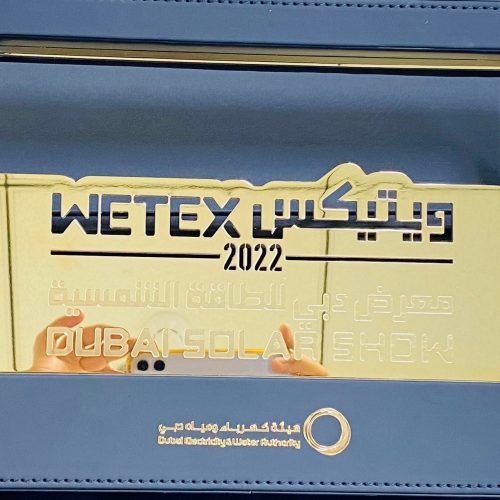 WETEX ويتيكس
2022
معرض دبي للطاقة الشمسية
DUBAI SOLAR SHOW
هيئة كهرباء ومياه دبي
Dubai Electricity & Water Authority